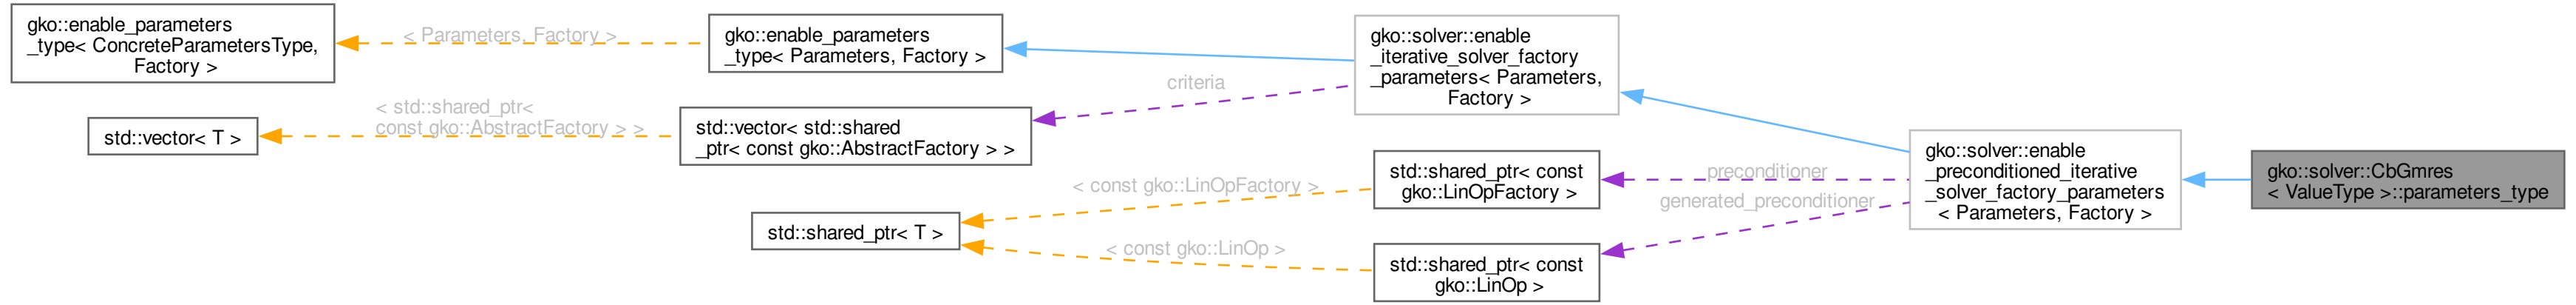 gko::enable_parameters
_type< ConcreteParametersType,
Factory >
< Parameters, Factory >
gko::enable_parameters
_type< Parameters, Factory >
gko::solver::enable
_iterative_solver_factory
_parameters< Parameters,
Factory >
criteria
std::vector< T >
< std::shared_ptr<
const gko::AbstractFactory > >
std::vector< std::shared
_ptr< const gko::AbstractFactory > >
std::shared_ptr< T >
< const gko::LinOpFactory >
< const gko::LinOp >
std::shared_ptr< const
gko::LinOpFactory >
std::shared_ptr< const
gko::LinOp >
preconditioner
generated_preconditioner
gko::solver::enable
_preconditioned_iterative
_solver_factory_parameters
< Parameters, Factory >
gko::solver::CbGmres
< ValueType >::parameters_type